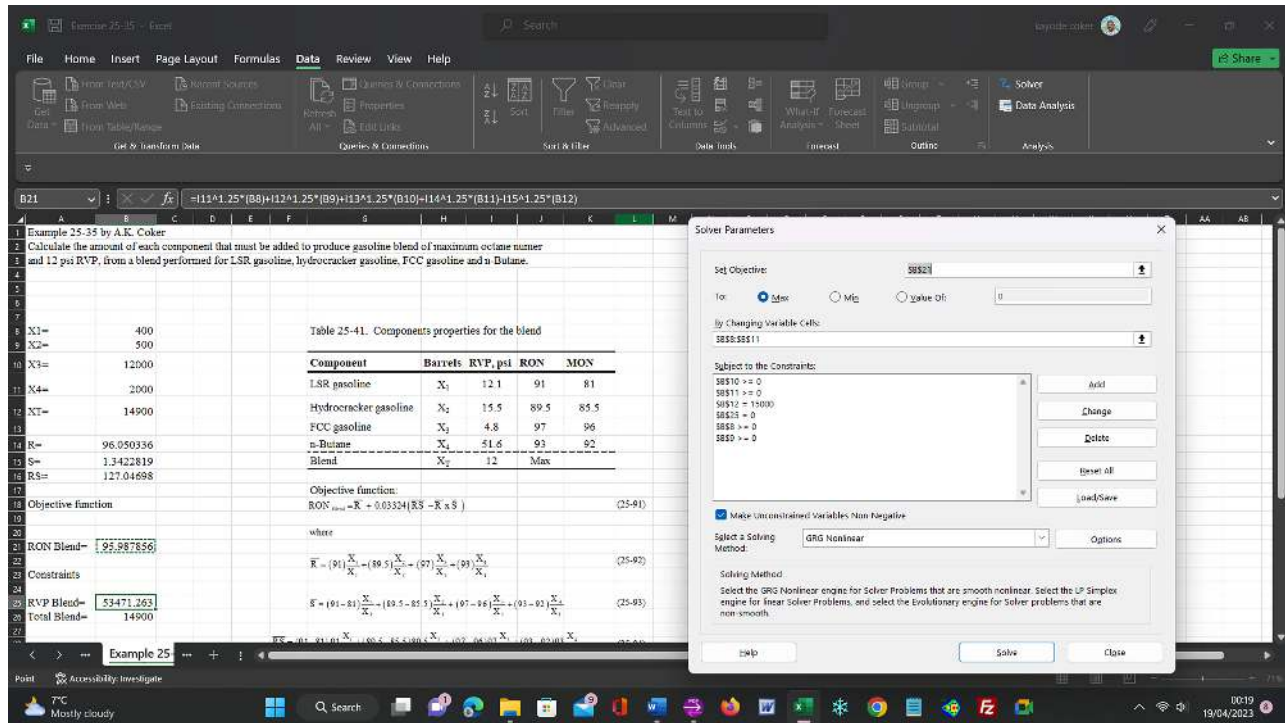 Exercise 25-35 - Excel
Search
kayode coker
File Home Insert Page Layout Formulas Data Review View Help
Share
From Text/CSV
Recent Sources
Queries & Connections
Clear
Group
Solver
Get Data
From Web
Existing Connections
Refresh All
Properties
Sort
Filter
Reapply
Text to Columns
What-If Analysis
Forecast Sheet
Ungroup
Data Analysis
From Table/Range
Edit Links
Advanced
Subtotal
Get & Transform Data
Queries & Connections
Sort & Filter
Data Tools
Forecast
Outline
Analysis
B21
fx =I11^1.25*(B8)+I12^1.25*(B9)+I13^1.25*(B10)+I14^1.25*(B11)-I15^1.25*(B12)
A B C D E F G H I J K L M AA AB
Example 25-35 by A.K. Coker
Calculate the amount of each component that must be added to produce gasoline blend of maximum octane numer
and 12 psi RVP, from a blend performed for LSR gasoline, hydrocracker gasoline, FCC gasoline and n-Butane.
X1= 400
X2= 500
X3= 12000
X4= 2000
XT= 14900
R= 96.050336
S= 1.3422819
RS= 127.04698
Objective function
RON Blend= 95.987856
Constraints
RVP Blend= 53471.263
Total Blend= 14900
Table 25-41. Components properties for the blend
Component Barrels RVP, psi RON MON
LSR gasoline X₁ 12.1 91 81
Hydrocracker gasoline X₂ 15.5 89.5 85.5
FCC gasoline X₃ 4.8 97 96
n-Butane X₄ 51.6 93 92
Blend X_T 12 Max
Objective function:
RON = R + 0.03324(RS - R x S) (25-91)
where
(25-92)
(25-93)
Solver Parameters
Set Objective: $B$21
To: Max Min Value Of: 0
By Changing Variable Cells:
$B$8:$B$11
Subject to the Constraints:
$B$10 >= 0
$B$11 >= 0
$B$12 = 15000
$B$25 = 0
$B$8 >= 0
$B$9 >= 0
Add
Change
Delete
Reset All
Load/Save
Make Unconstrained Variables Non-Negative
Select a Solving Method: GRG Nonlinear
Options
Solving Method
Select the GRG Nonlinear engine for Solver Problems that are smooth nonlinear. Select the LP Simplex
engine for linear Solver Problems, and select the Evolutionary engine for Solver problems that are
non-smooth.
Help
Solve
Close
Example 25-
Point
Accessibility: Investigate
7°C
Mostly cloudy
Search
00:19
19/04/2023